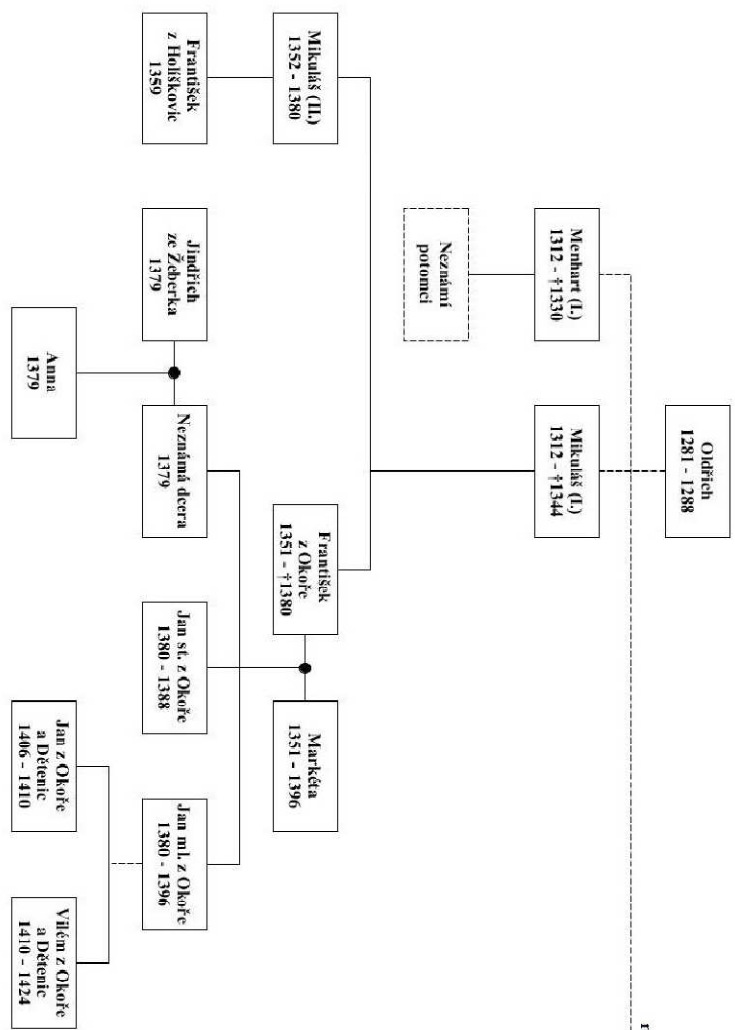 Oldřich
1281 - 1288
Menhart (I.)
1312 - †1330
Mikuláš (I.)
1312 - †1344
r
Neznámí
potomci
Mikuláš (II.)
1352 - 1380
František
z Okoře
1351 - †1380
Markéta
1351 - 1396
František
z Holíškovic
1359
Jindřich
ze Žeberka
1379
Neznámá dcera
1379
Jan st. z Okoře
1380 - 1388
Jan ml. z Okoře
1380 - 1396
Anna
1379
Jan z Okoře
a Dětenic
1406 - 1410
Vilém z Okoře
a Dětenic
1410 - 1424